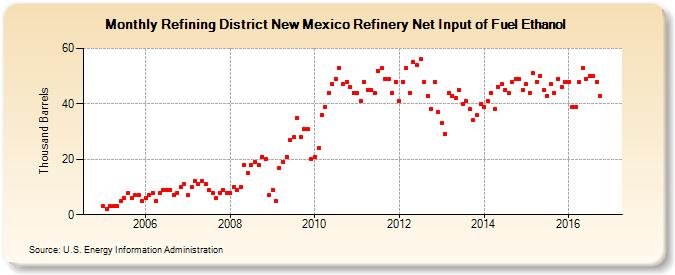 Monthly Refining District New Mexico Refinery Net Input of Fuel Ethanol
Thousand Barrels
60
40
20
0
2006 2008 2010 2012 2014 2016
Source: U.S. Energy Information Administration